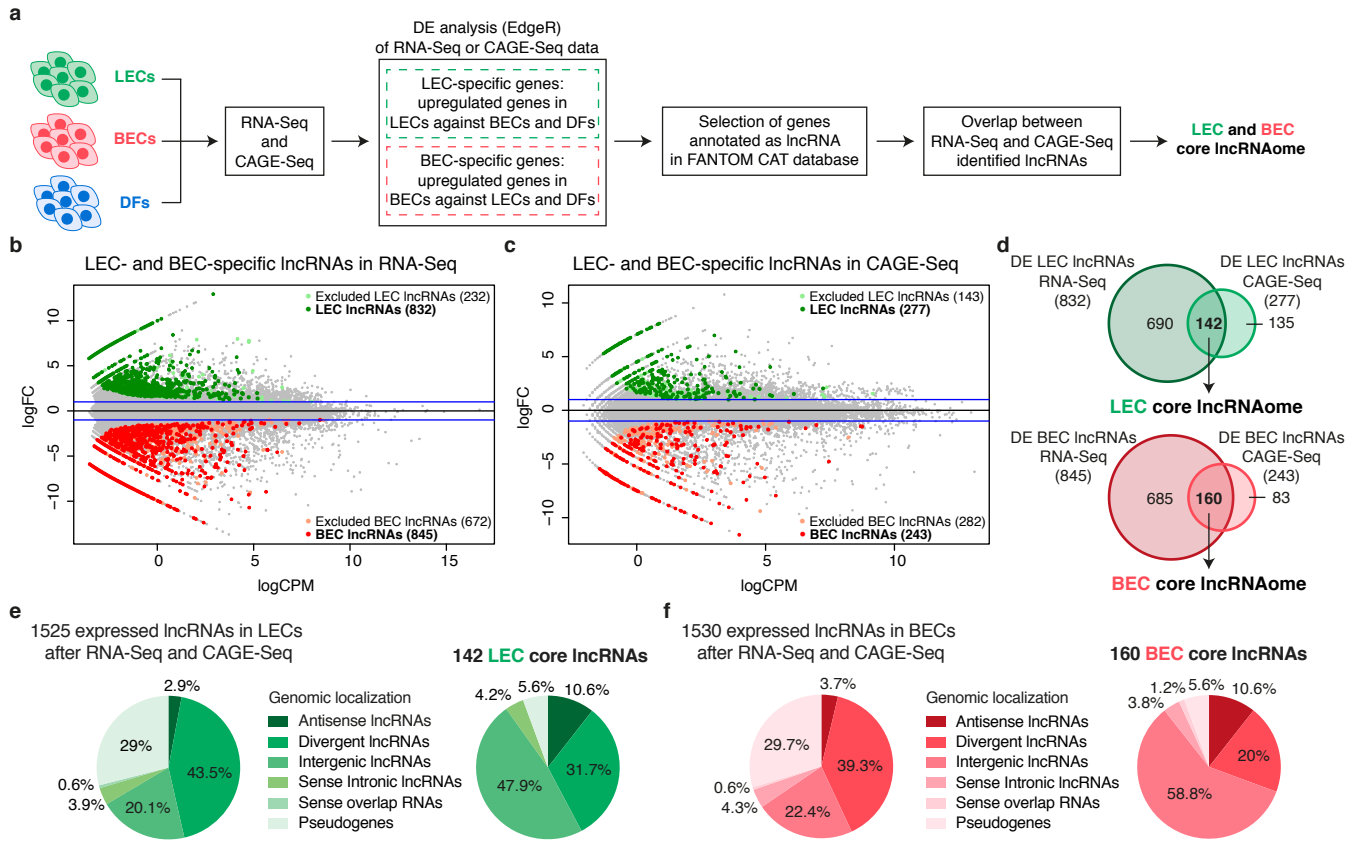 a
LECs
BECs
DFs
RNA-Seq
and
CAGE-Seq
DE analysis (EdgeR)
of RNA-Seq or CAGE-Seq data
LEC-specific genes:
upregulated genes in
LECs against BECs and DFs
BEC-specific genes:
upregulated genes in
BECs against LECs and DFs
Selection of genes
annotated as lncRNA
in FANTOM CAT database
Overlap between
RNA-Seq and CAGE-Seq
identified lncRNAs
LEC and BEC
core lncRNAome
b
LEC- and BEC-specific lncRNAs in RNA-Seq
Excluded LEC lncRNAs (232)
LEC lncRNAs (832)
10
5
0
−5
−10
logFC
Excluded BEC lncRNAs (672)
BEC lncRNAs (845)
0
5
10
15
logCPM
c
LEC- and BEC-specific lncRNAs in CAGE-Seq
Excluded LEC lncRNAs (143)
LEC lncRNAs (277)
10
5
0
−5
−10
logFC
Excluded BEC lncRNAs (282)
BEC lncRNAs (243)
0
5
10
logCPM
d
DE LEC lncRNAs
RNA-Seq
(832)
DE LEC lncRNAs
CAGE-Seq
(277)
690
142
135
LEC core lncRNAome
DE BEC lncRNAs
RNA-Seq
(845)
DE BEC lncRNAs
CAGE-Seq
(243)
685
160
83
BEC core lncRNAome
e
1525 expressed lncRNAs in LECs
after RNA-Seq and CAGE-Seq
2.9%
43.5%
20.1%
3.9%
0.6%
29%
Genomic localization
Antisense lncRNAs
Divergent lncRNAs
Intergenic lncRNAs
Sense Intronic lncRNAs
Sense overlap RNAs
Pseudogenes
142 LEC core lncRNAs
10.6%
31.7%
47.9%
4.2%
5.6%
f
1530 expressed lncRNAs in BECs
after RNA-Seq and CAGE-Seq
3.7%
39.3%
22.4%
4.3%
0.6%
29.7%
Genomic localization
Antisense lncRNAs
Divergent lncRNAs
Intergenic lncRNAs
Sense Intronic lncRNAs
Sense overlap RNAs
Pseudogenes
160 BEC core lncRNAs
10.6%
20%
58.8%
3.8%
1.2%
5.6%